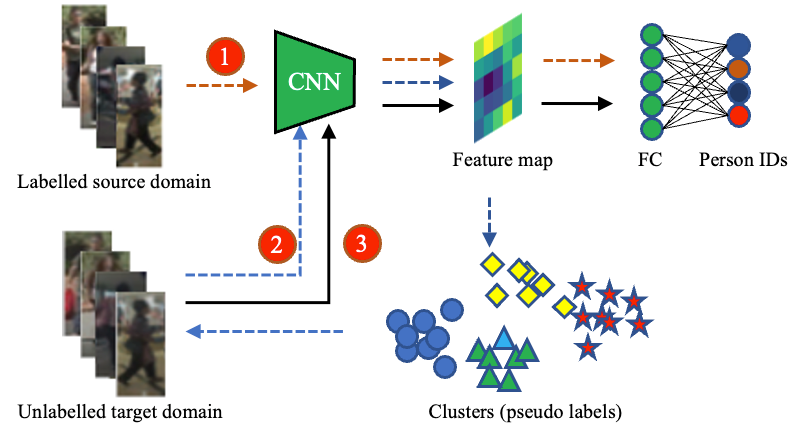 1
CNN
Labelled source domain
Feature map
FC
Person IDs
2
3
Unlabelled target domain
Clusters (pseudo labels)